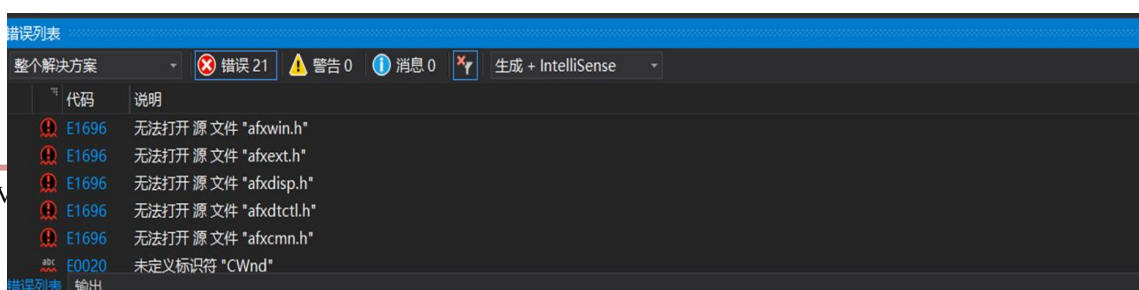 错误列表
整个解决方案 错误 21 警告 0 消息 0 生成 + IntelliSense
代码 说明
E1696 无法打开 源 文件 "afxwin.h"
E1696 无法打开 源 文件 "afxext.h"
E1696 无法打开 源 文件 "afxdisp.h"
E1696 无法打开 源 文件 "afxdtctl.h"
E1696 无法打开 源 文件 "afxcmn.h"
abc E0020 未定义标识符 "CWnd"
错误列表 输出